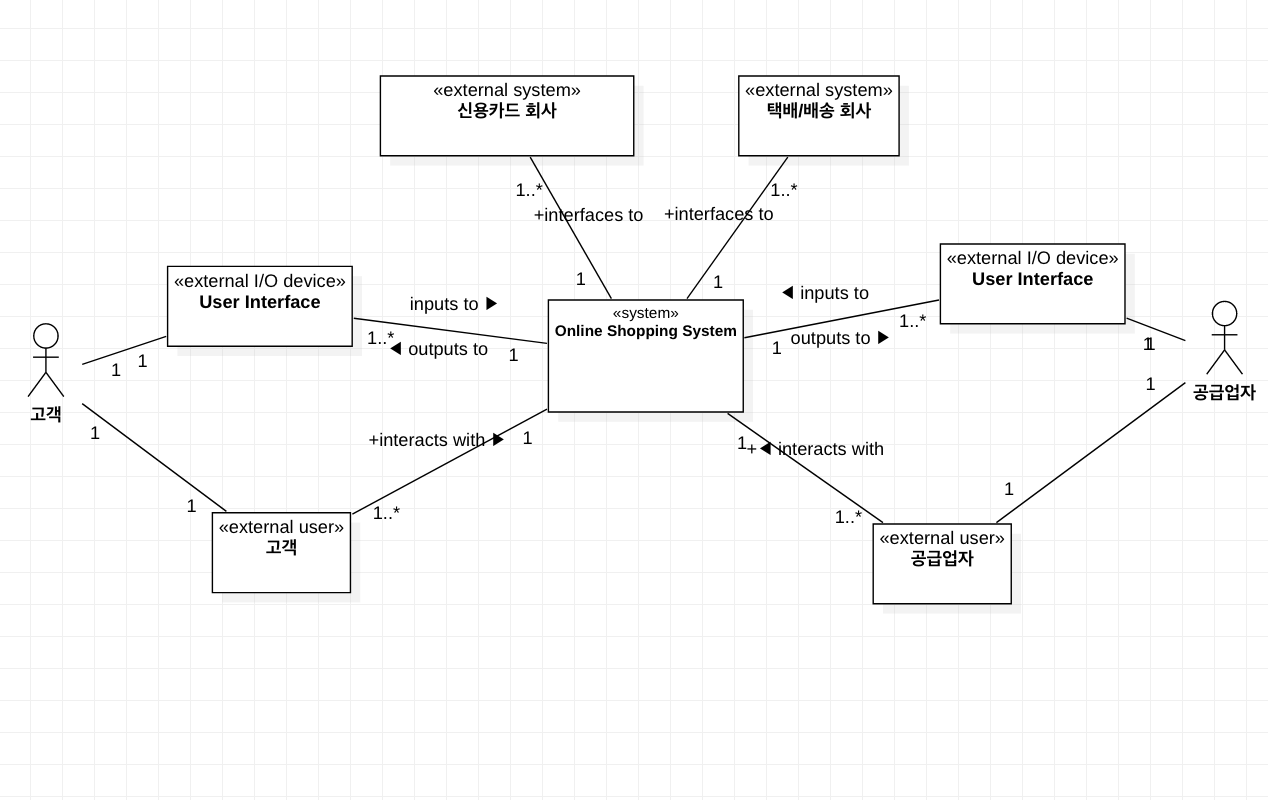 «external system»
신용카드 회사
«external system»
택배/배송 회사
1..*
1..*
+interfaces to
+interfaces to
1
1
«external I/O device»
User Interface
«external I/O device»
User Interface
inputs to ▶
◀ inputs to
«system»
Online Shopping System
1..*
◀ outputs to
1
1
outputs to ▶
1..*
1
1
1
1
고객
공급업자
1
1
+interacts with ▶
1
1
+◀ interacts with
1
1..*
1..*
1
«external user»
고객
«external user»
공급업자